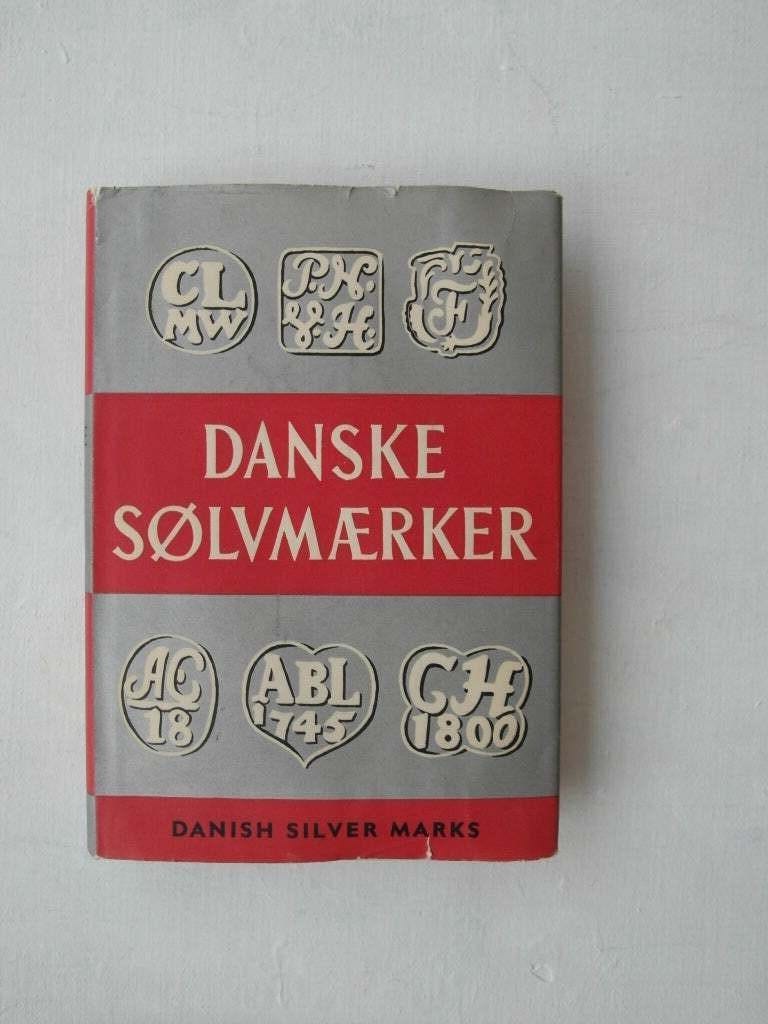 CL
MW
P.N.
V.H.
F
DANSKE
SØLVMÆRKER
AC
18
ABL
1745
CH
1800
DANISH SILVER MARKS